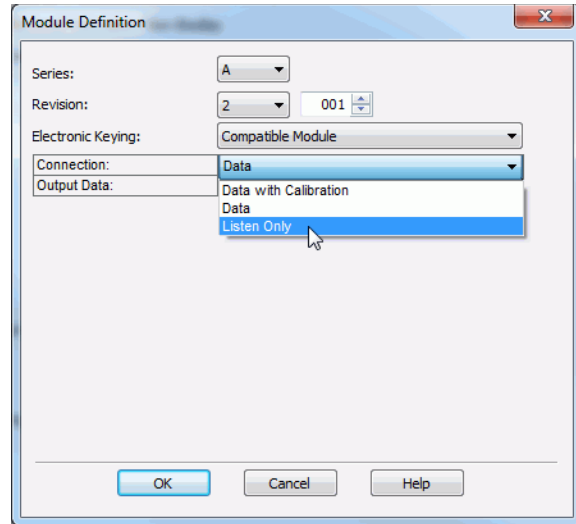 Module Definition
Series: A
Revision: 2 001
Electronic Keying: Compatible Module
Connection: Data
Output Data:
Data with Calibration
Data
Listen Only
OK Cancel Help